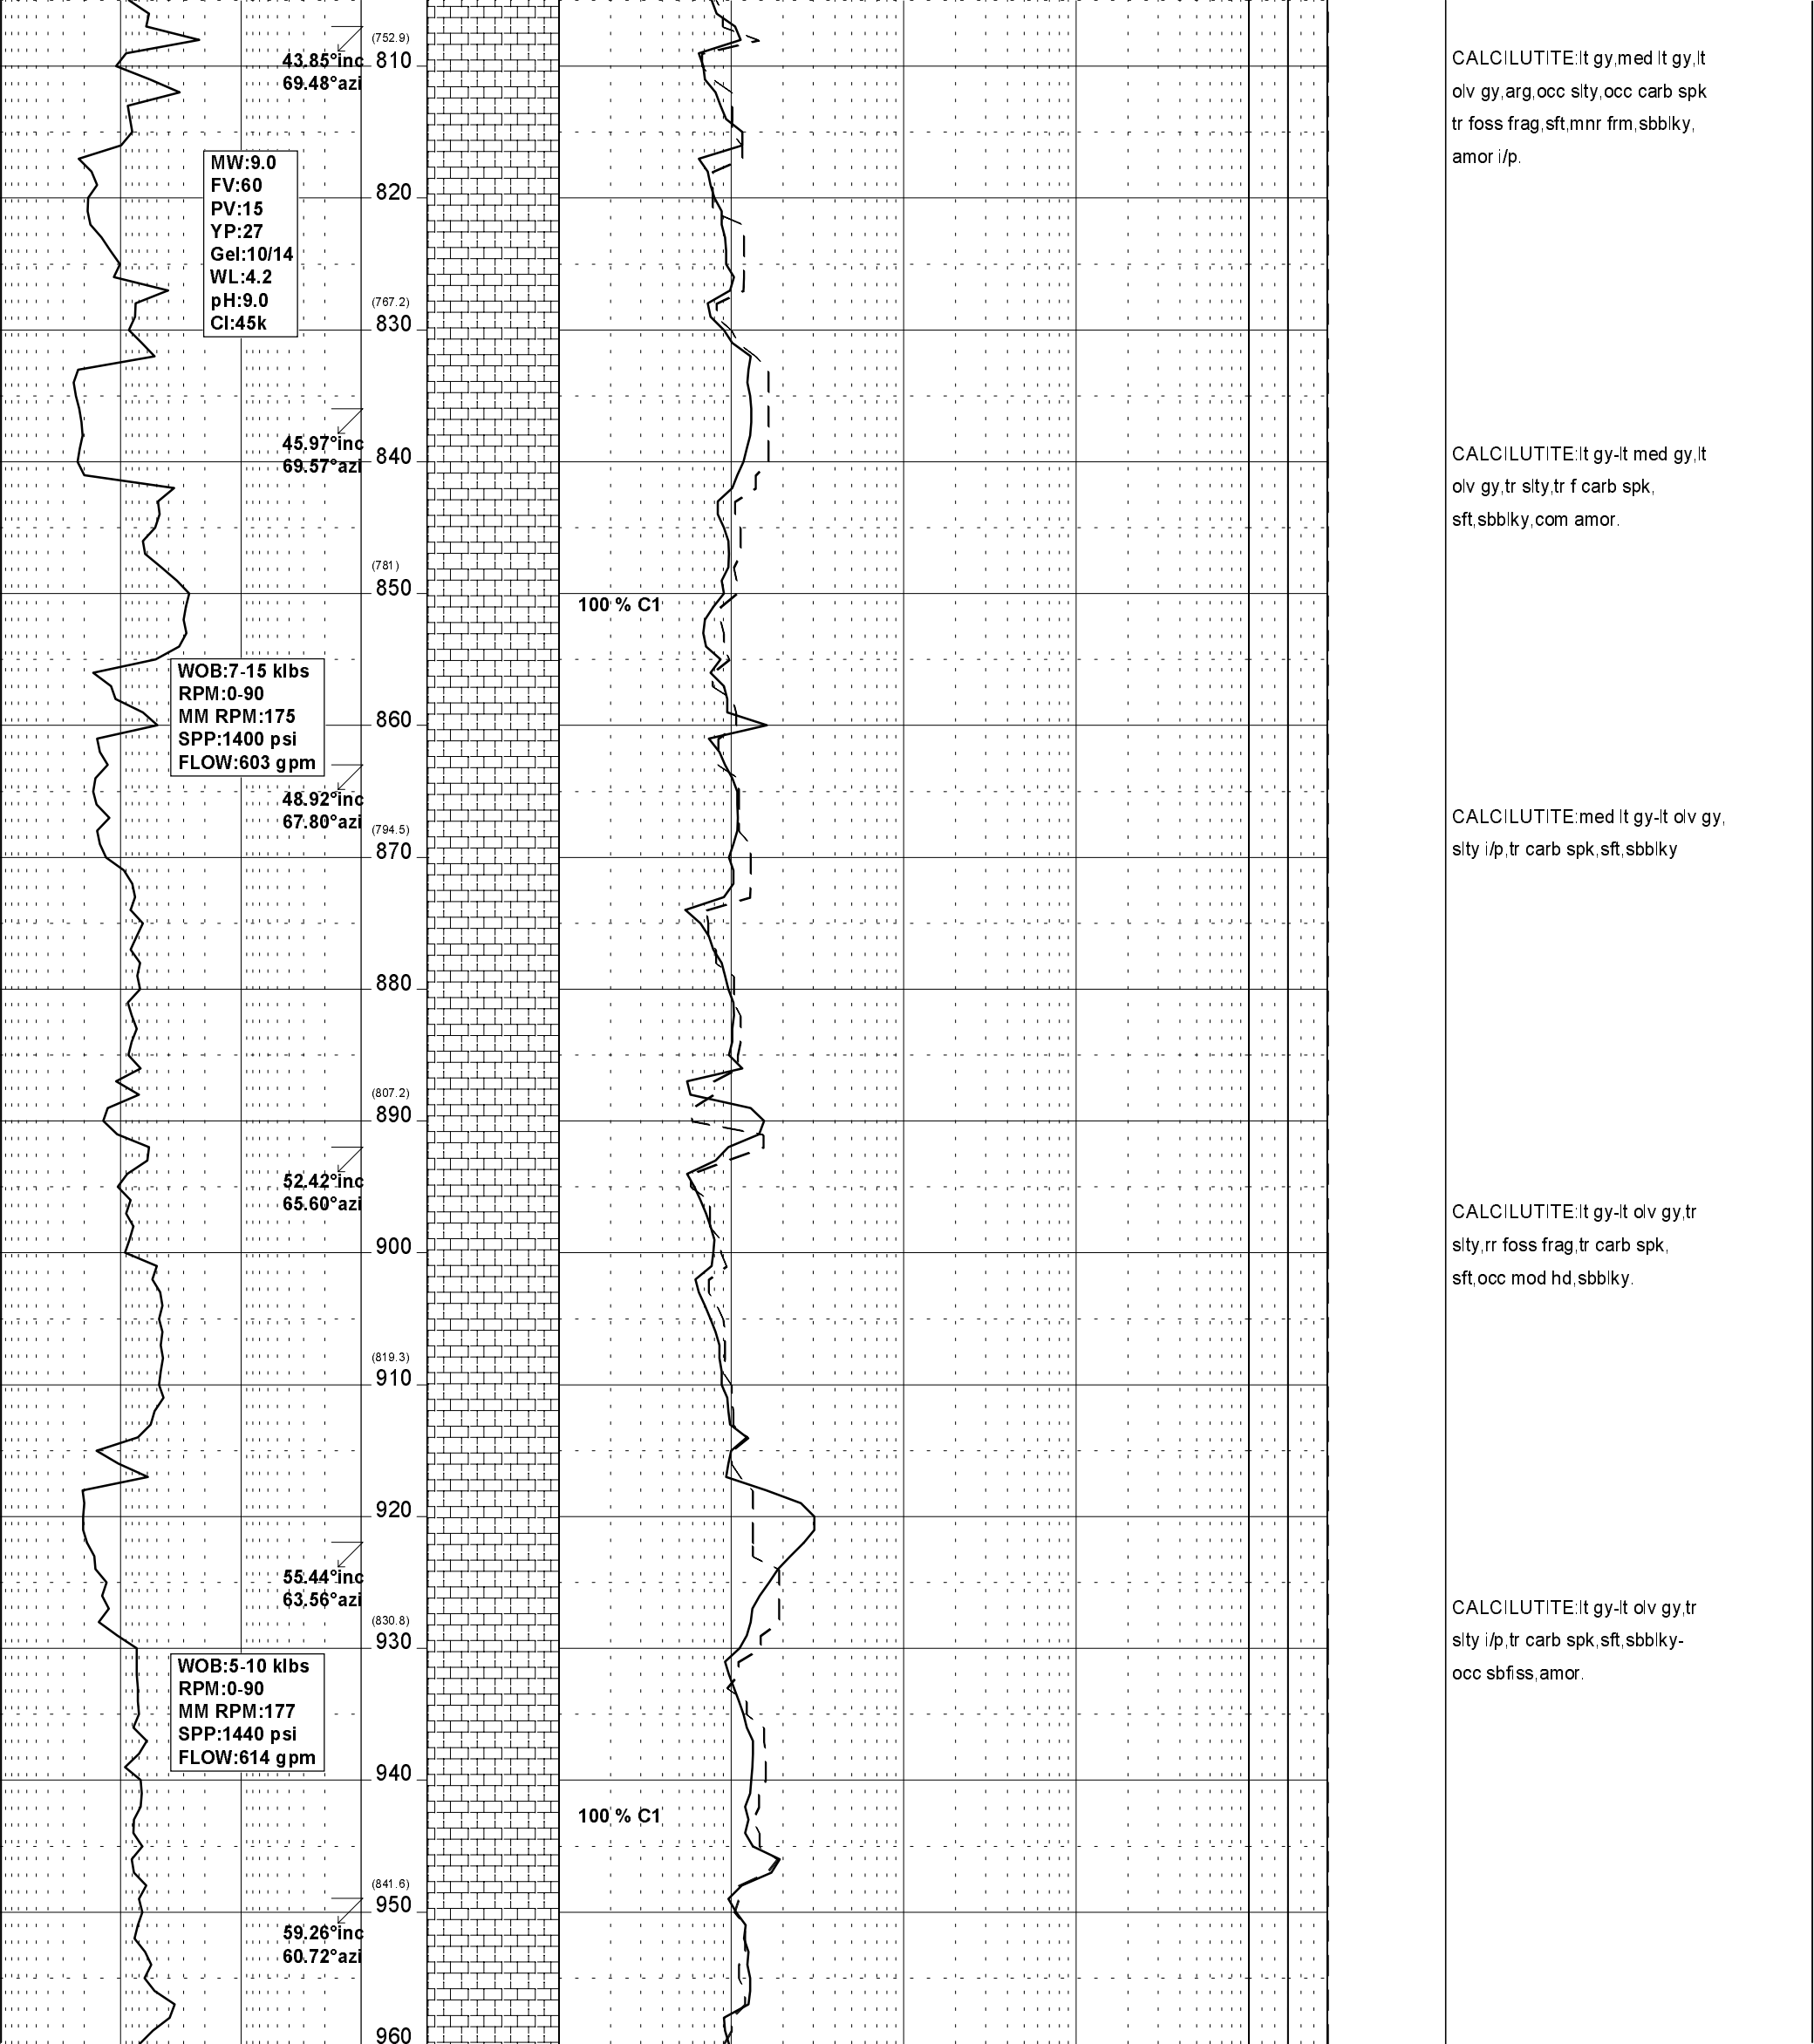 (752.9)
43.85°inc
810
69.48°azi
CALCILUTITE:lt gy,med lt gy,lt
olv gy,arg,occ slty,occ carb spk
tr foss frag,sft,mnr frm,sbblky,
amor i/p.
MW:9.0
FV:60
PV:15
YP:27
Gel:10/14
WL:4.2
pH:9.0
Cl:45k
820
(767.2)
830
45.97°inc
69.57°azi
840
CALCILUTITE:lt gy-lt med gy,lt
olv gy,tr slty,tr f carb spk,
sft,sbblky,com amor.
(781)
850
100 % C1
WOB:7-15 klbs
RPM:0-90
MM RPM:175
SPP:1400 psi
FLOW:603 gpm
860
48.92°inc
67.80°azi
(794.5)
870
CALCILUTITE:med lt gy-lt olv gy,
slty i/p,tr carb spk,sft,sbblky
880
(807.2)
890
52.42°inc
65.60°azi
900
CALCILUTITE:lt gy-lt olv gy,tr
slty,rr foss frag,tr carb spk,
sft,occ mod hd,sbblky.
(819.3)
910
920
55.44°inc
63.56°azi
(830.8)
930
CALCILUTITE:lt gy-lt olv gy,tr
slty i/p,tr carb spk,sft,sbblky-
occ sbfiss,amor.
WOB:5-10 klbs
RPM:0-90
MM RPM:177
SPP:1440 psi
FLOW:614 gpm
940
100 % C1
(841.6)
950
59.26°inc
60.72°azi
960